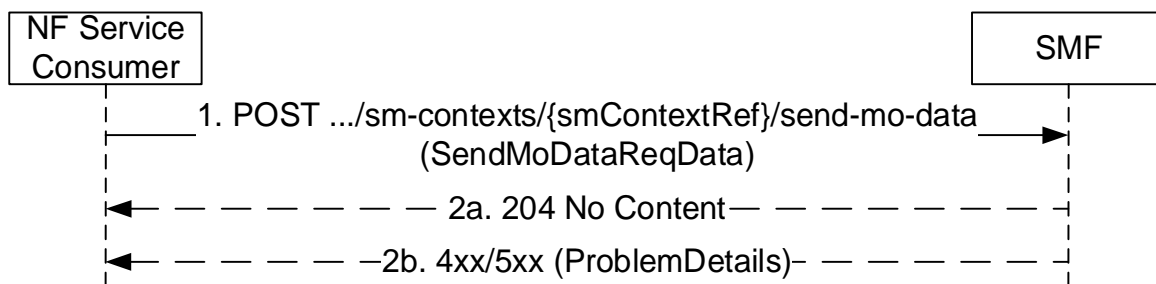 NF Service
Consumer
SMF
1. POST .../sm-contexts/{smContextRef}/send-mo-data
(SendMoDataReqData)
2a. 204 No Content
2b. 4xx/5xx (ProblemDetails)